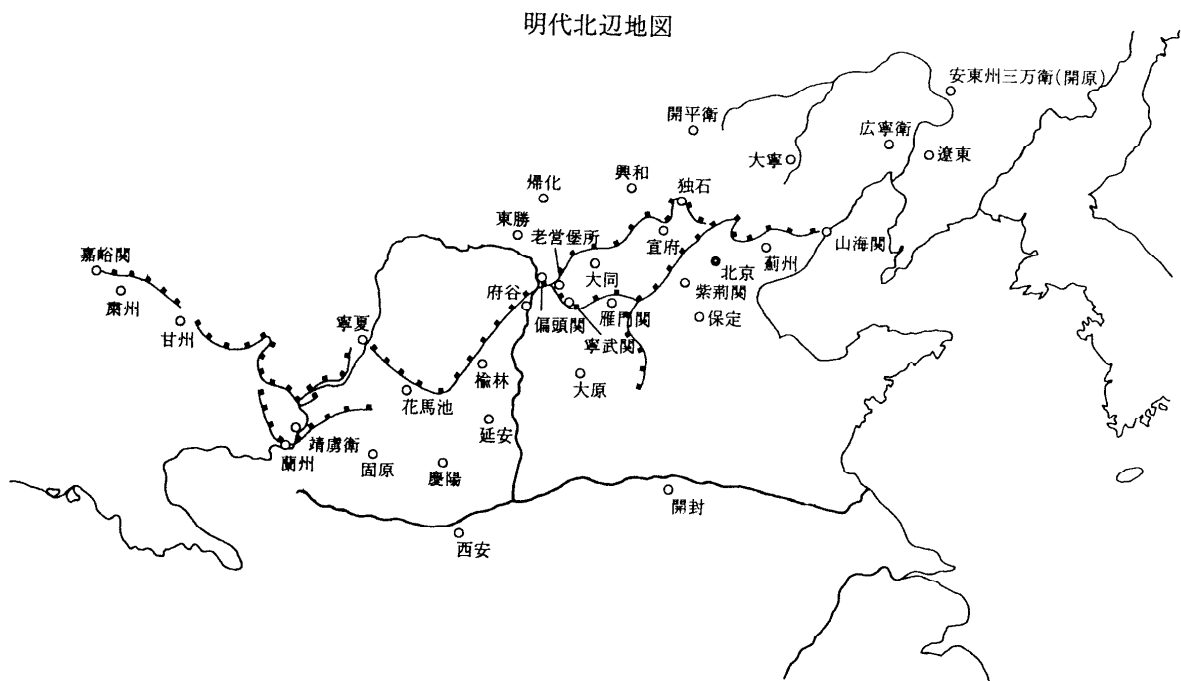 明代北辺地図
安東州三万衛(開原)
開平衛
広寧衛
大寧
遼東
興和
独石
帰化
東勝
老営堡所
宣府
山海関
嘉峪関
大同
北京
薊州
粛州
府谷
紫荆関
偏頭関
雁門関
保定
甘州
寧夏
寧武関
楡林
大原
花馬池
延安
靖虜衛
蘭州
固原
慶陽
開封
西安